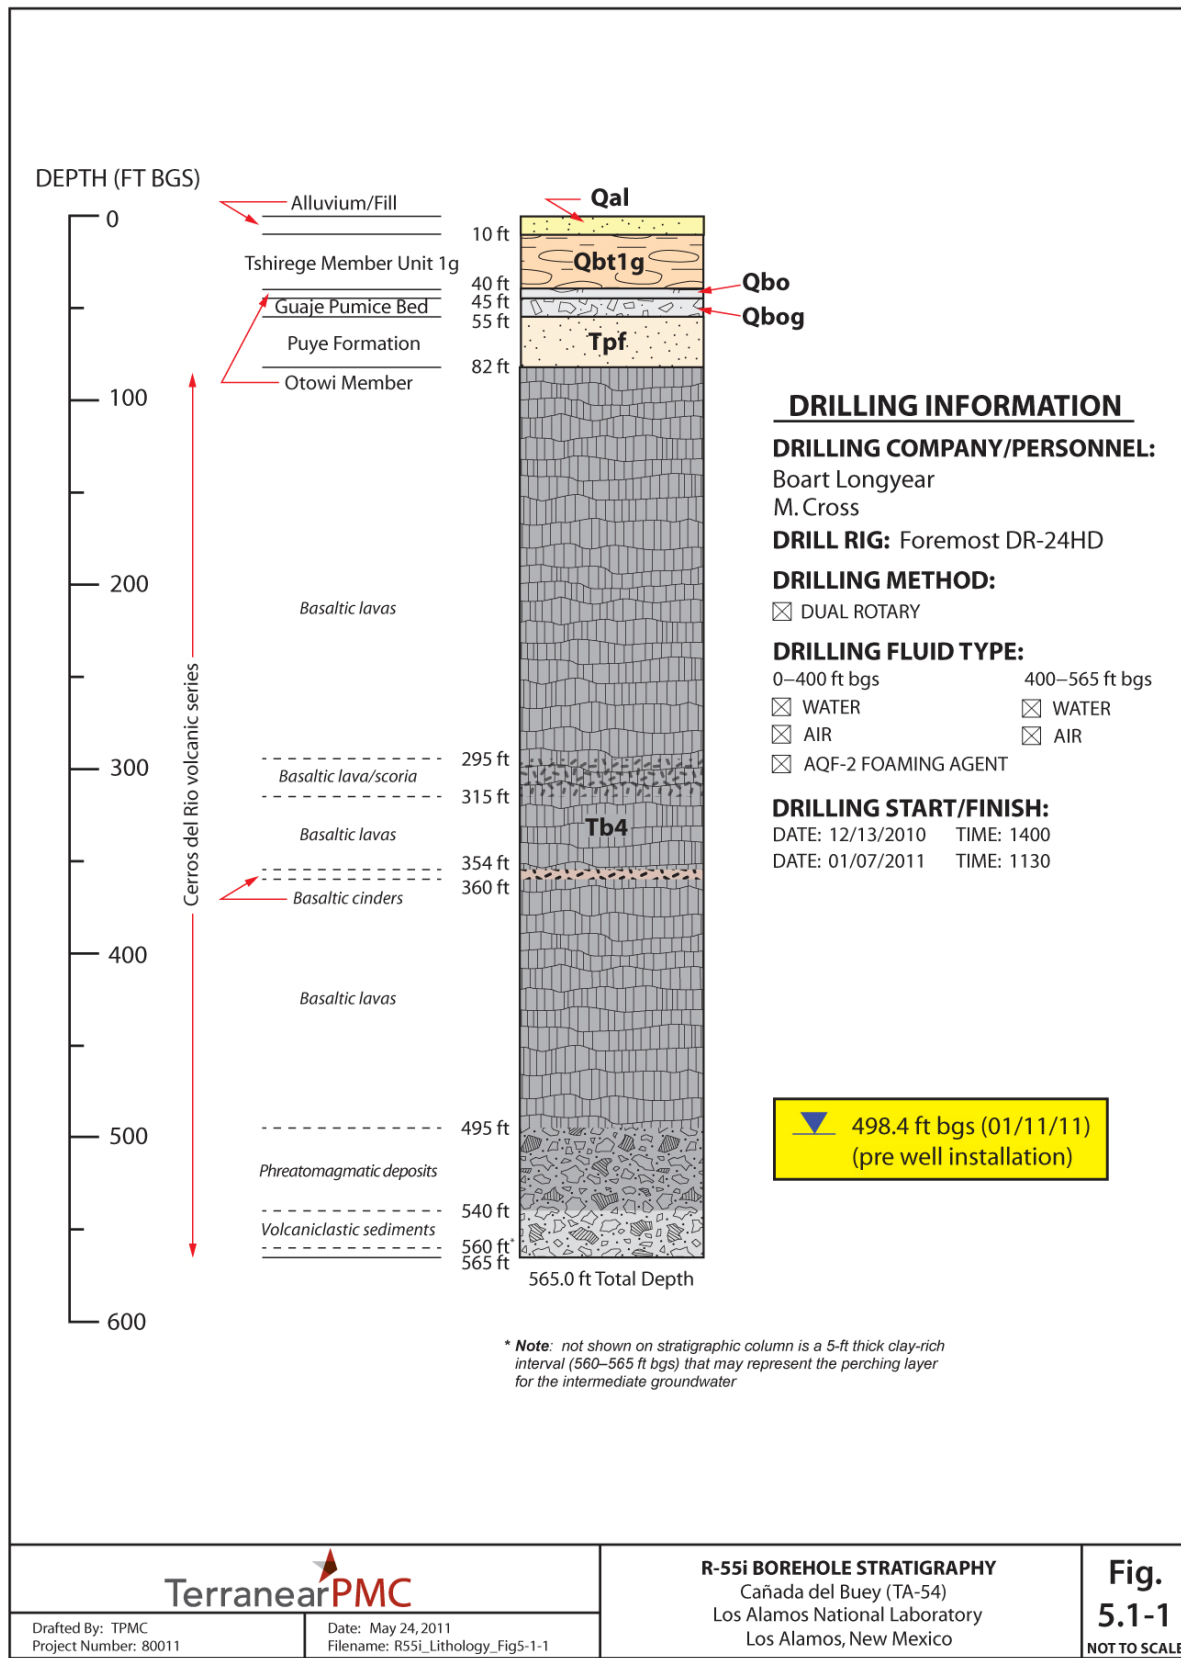 DEPTH (FT BGS)
0
100
200
300
400
500
600
Cerros del Rio volcanic series
Alluvium/Fill
Tshirege Member Unit 1g
Guaje Pumice Bed
Puye Formation
Otowi Member
Basaltic lavas
Basaltic lava/scoria
Basaltic lavas
Basaltic cinders
Basaltic lavas
Phreatomagmatic deposits
Volcaniclastic sediments
10 ft
40 ft
45 ft
55 ft
82 ft
295 ft
315 ft
354 ft
360 ft
495 ft
540 ft
560 ft*
565 ft
Qal
Qbt1g
Qbo
Qbog
Tpf
Tb4
565.0 ft Total Depth
DRILLING INFORMATION
DRILLING COMPANY/PERSONNEL:
Boart Longyear
M. Cross
DRILL RIG: Foremost DR-24HD
DRILLING METHOD:
DUAL ROTARY
DRILLING FLUID TYPE:
0–400 ft bgs 400–565 ft bgs
WATER WATER
AIR AIR
AQF-2 FOAMING AGENT
DRILLING START/FINISH:
DATE: 12/13/2010 TIME: 1400
DATE: 01/07/2011 TIME: 1130
498.4 ft bgs (01/11/11)
(pre well installation)
* Note: not shown on stratigraphic column is a 5-ft thick clay-rich
interval (560–565 ft bgs) that may represent the perching layer
for the intermediate groundwater
TerranearPMC
Drafted By: TPMC
Project Number: 80011
Date: May 24, 2011
Filename: R55i_Lithology_Fig5-1-1
R-55i BOREHOLE STRATIGRAPHY
Cañada del Buey (TA-54)
Los Alamos National Laboratory
Los Alamos, New Mexico
Fig.
5.1-1
NOT TO SCALE